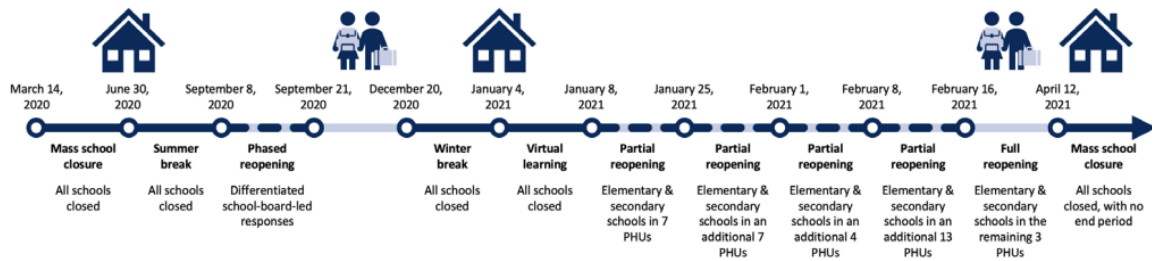 March 14,
2020
June 30,
2020
September 8,
2020
September 21,
2020
December 20,
2020
January 4,
2021
January 8,
2021
January 25,
2021
February 1,
2021
February 8,
2021
February 16,
2021
April 12,
2021
Mass school
closure
All schools
closed
Summer
break
All schools
closed
Phased
reopening
Differentiated
school-board-led
responses
Winter
break
All schools
closed
Virtual
learning
All schools
closed
Partial
reopening
Elementary &
secondary
schools in 7
PHUs
Partial
reopening
Elementary &
secondary
schools in an
additional 7
PHUs
Partial
reopening
Elementary &
secondary
schools in an
additional 4
PHUs
Partial
reopening
Elementary &
secondary
schools in an
additional 13
PHUs
Full
reopening
Elementary &
secondary
schools in the
remaining 3
PHUs
Mass school
closure
All schools
closed, with no
end period